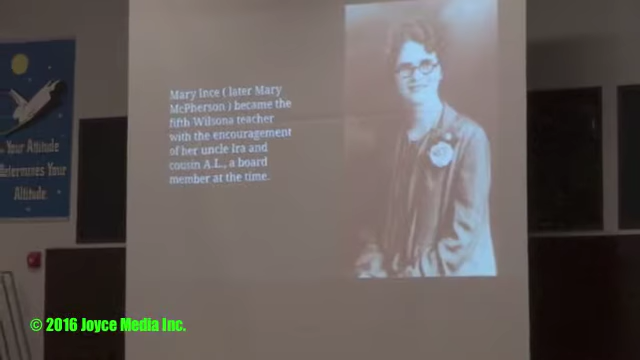 Mary Ince ( later Mary
McPherson ) became the
fifth Wilsona teacher
with the encouragement
of her uncle Ira and
cousin A.L., a board
member at the time.
Your Attitude
Determines Your
Altitude
© 2016 Joyce Media Inc.